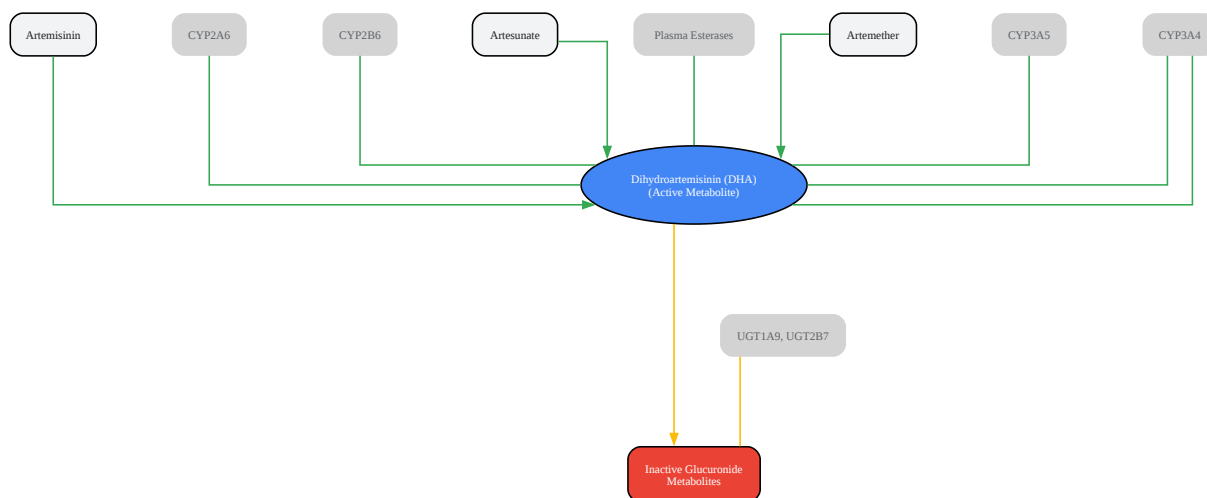 Artemisinin
CYP2A6
CYP2B6
Artesunate
Plasma Esterases
Artemether
CYP3A5
CYP3A4
Dihydroartemisinin (DHA)
(Active Metabolite)
UGT1A9, UGT2B7
Inactive Glucuronide
Metabolites